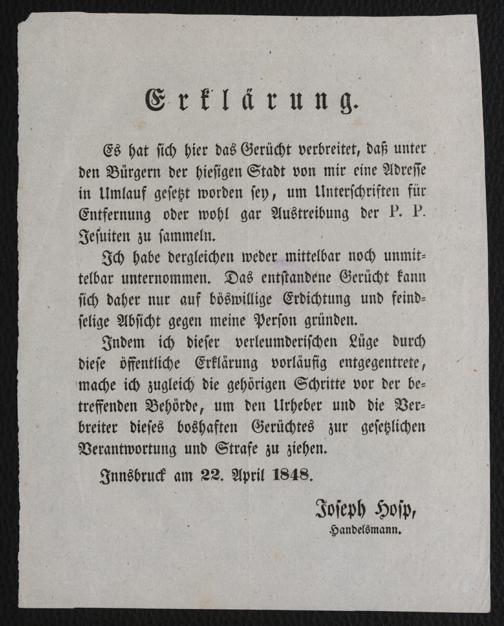 Erklärung.
Es hat sich hier das Gerücht verbreitet, daß unter
den Bürgern der hiesigen Stadt von mir eine Adresse
in Umlauf gesetzt worden sey, um Unterschriften für
Entfernung oder wohl gar Austreibung der P. P.
Jesuiten zu sammeln.
Ich habe dergleichen weder mittelbar noch unmit-
telbar unternommen. Das entstandene Gerücht kann
sich daher nur auf böswillige Erdichtung und feind-
selige Absicht gegen meine Person gründen.
Indem ich dieser verleumderischen Lüge durch
diese öffentliche Erklärung vorläufig entgegentrete,
mache ich zugleich die gehörigen Schritte vor der be-
treffenden Behörde, um den Urheber und die Ver-
breiter dieses boshaften Gerüchtes zur gesetzlichen
Verantwortung und Strafe zu ziehen.
Innsbruck am 22. April 1848.
Joseph Hosp,
Handelsmann.